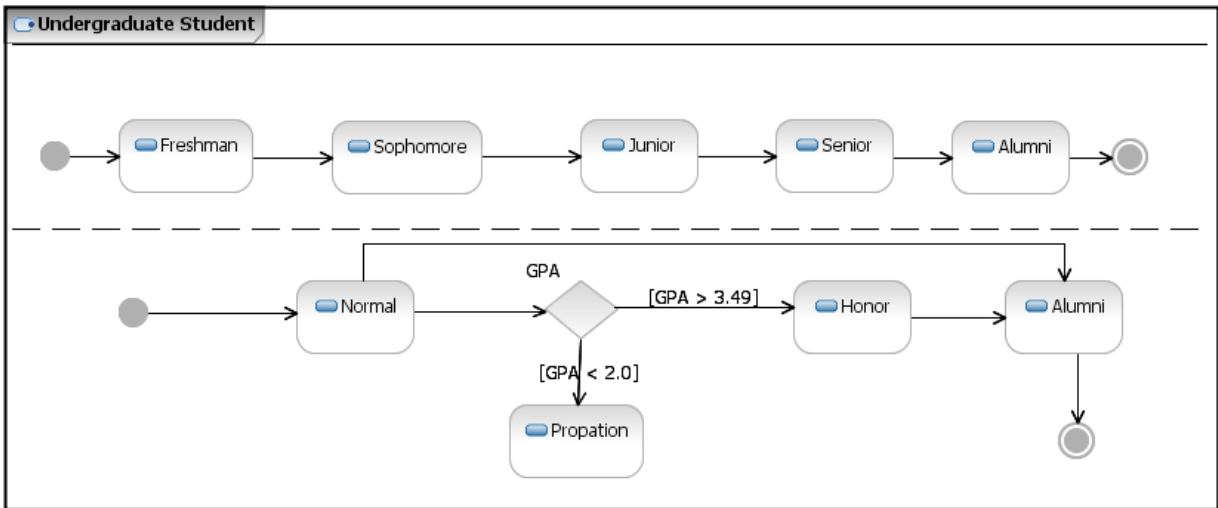 Undergraduate Student
Freshman
Sophomore
Junior
Senior
Alumni
GPA
Normal
[GPA > 3.49]
Honor
Alumni
[GPA < 2.0]
Propation